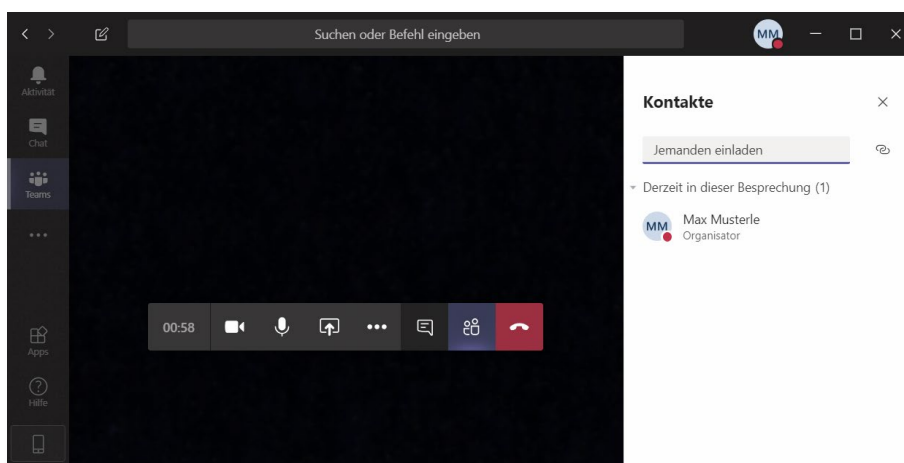 Suchen oder Befehl eingeben
MM
Aktivität
Chat
Teams
Apps
Hilfe
00:58
Kontakte
Jemanden einladen
Derzeit in dieser Besprechung (1)
MM
Max Musterle
Organisator